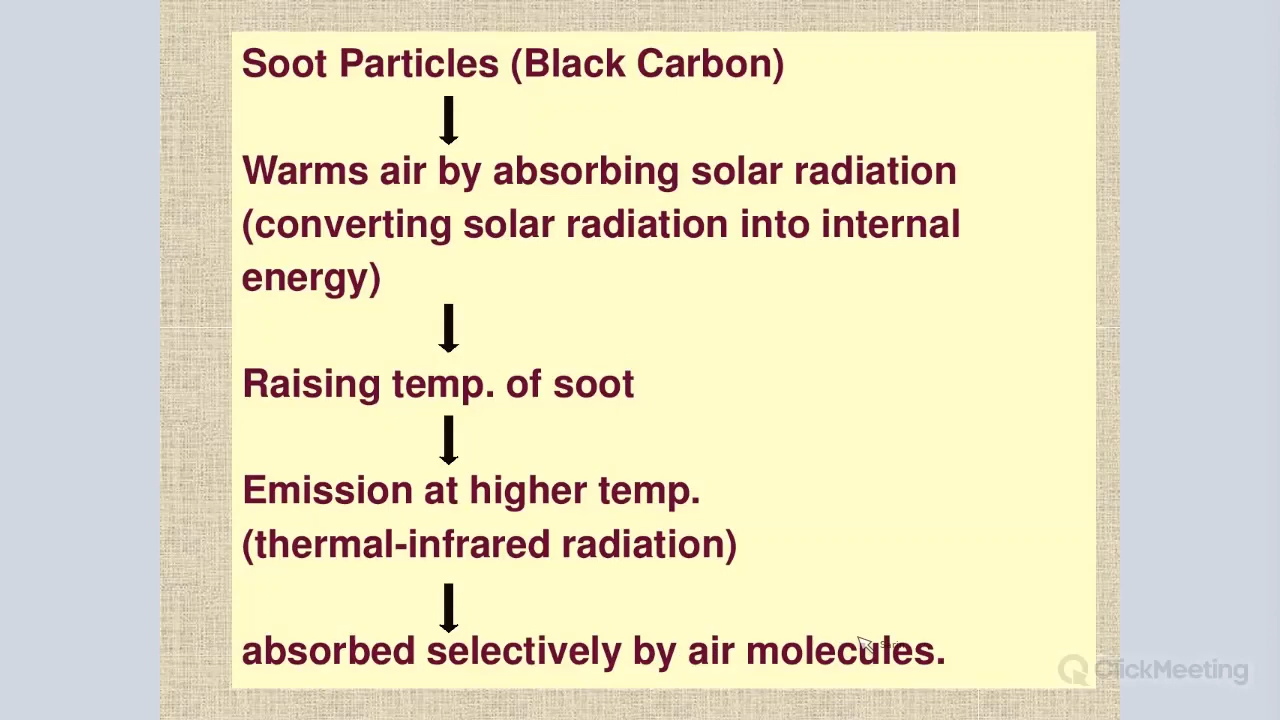 Soot Particles (Black Carbon)
Warms air by absorbing solar radiation
(converting solar radiation into internal
energy)
Raising temp. of soot
Emission at higher temp.
(thermal-infrared radiation)
absorbed selectively by air molecules.
ClickMeeting